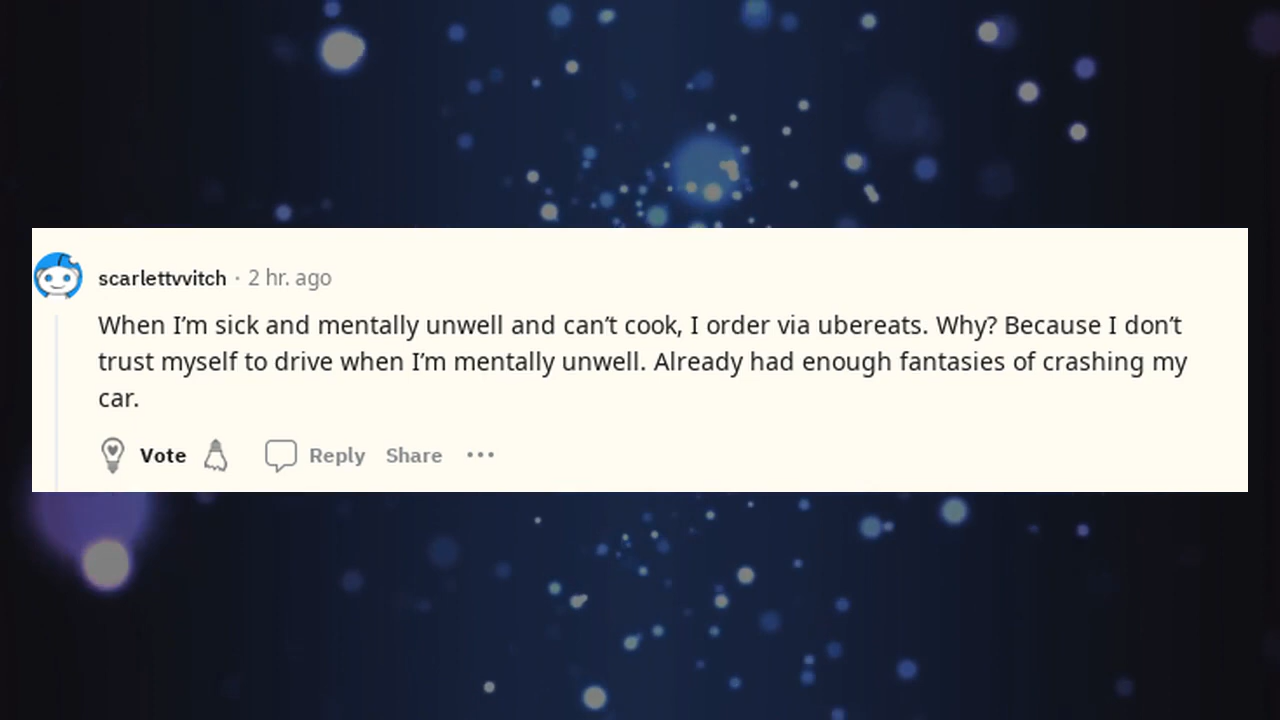 scarlettvvitch · 2 hr. ago
When I’m sick and mentally unwell and can’t cook, I order via ubereats. Why? Because I don’t
trust myself to drive when I’m mentally unwell. Already had enough fantasies of crashing my
car.
Vote Reply Share